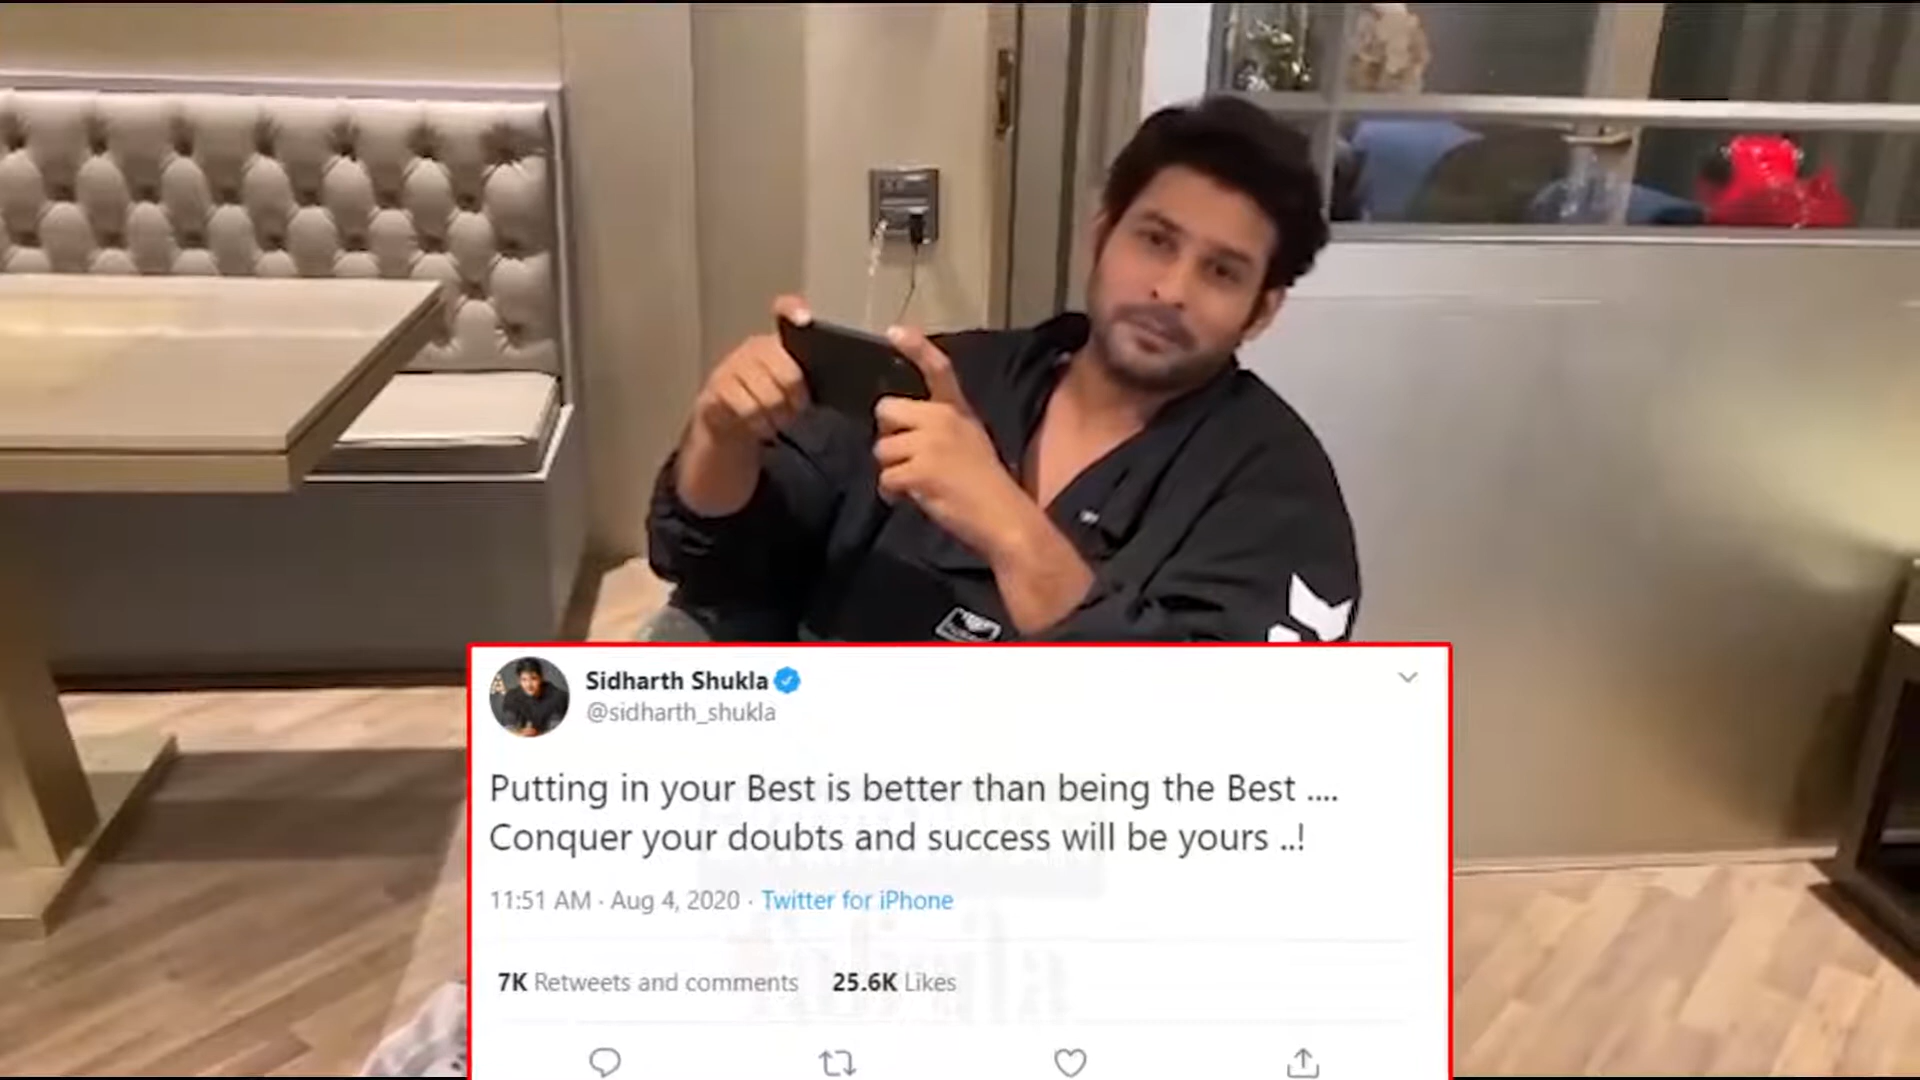 Sidharth Shukla
@sidharth_shukla
Putting in your Best is better than being the Best ....
Conquer your doubts and success will be yours ..!
11:51 AM · Aug 4, 2020 · Twitter for iPhone
7K Retweets and comments 25.6K Likes